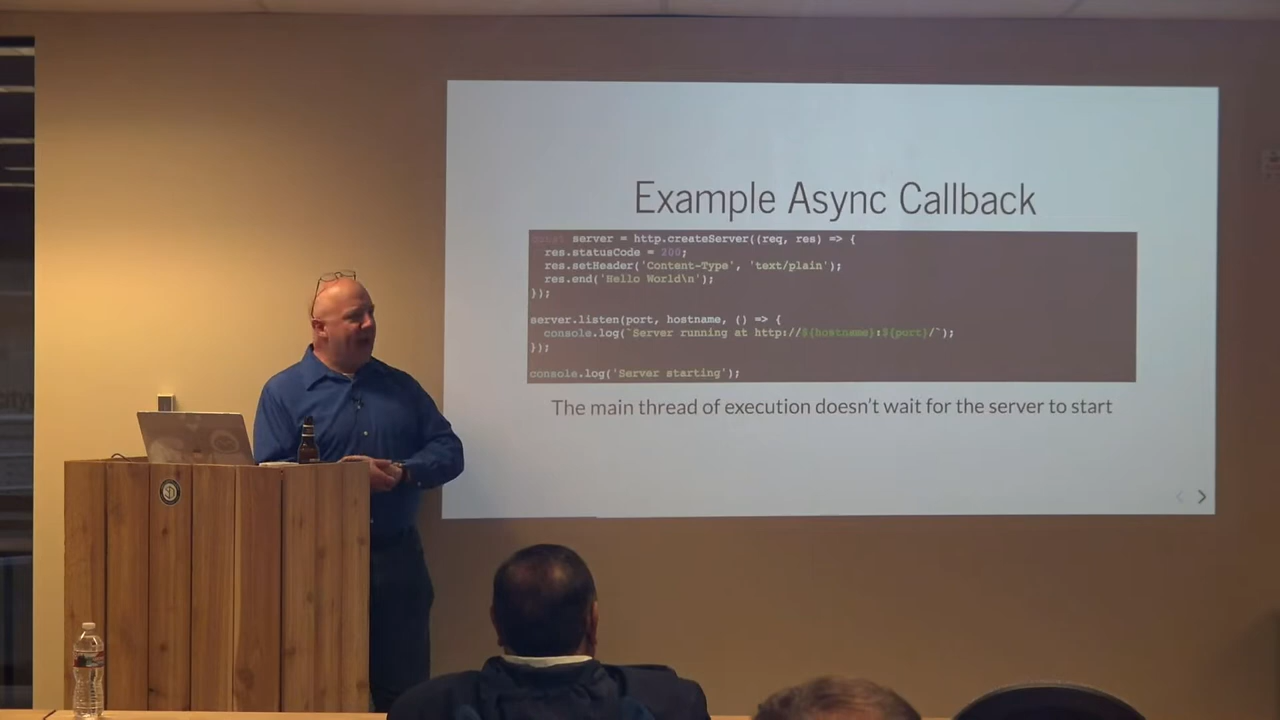 Example Async Callback
const server = http.createServer((req, res) => {
res.statusCode = 200;
res.setHeader('Content-Type', 'text/plain');
res.end('Hello World\n');
});
server.listen(port, hostname, () => {
console.log(`Server running at http://${hostname}:${port}/`);
});
console.log('Server starting');
The main thread of execution doesn't wait for the server to start